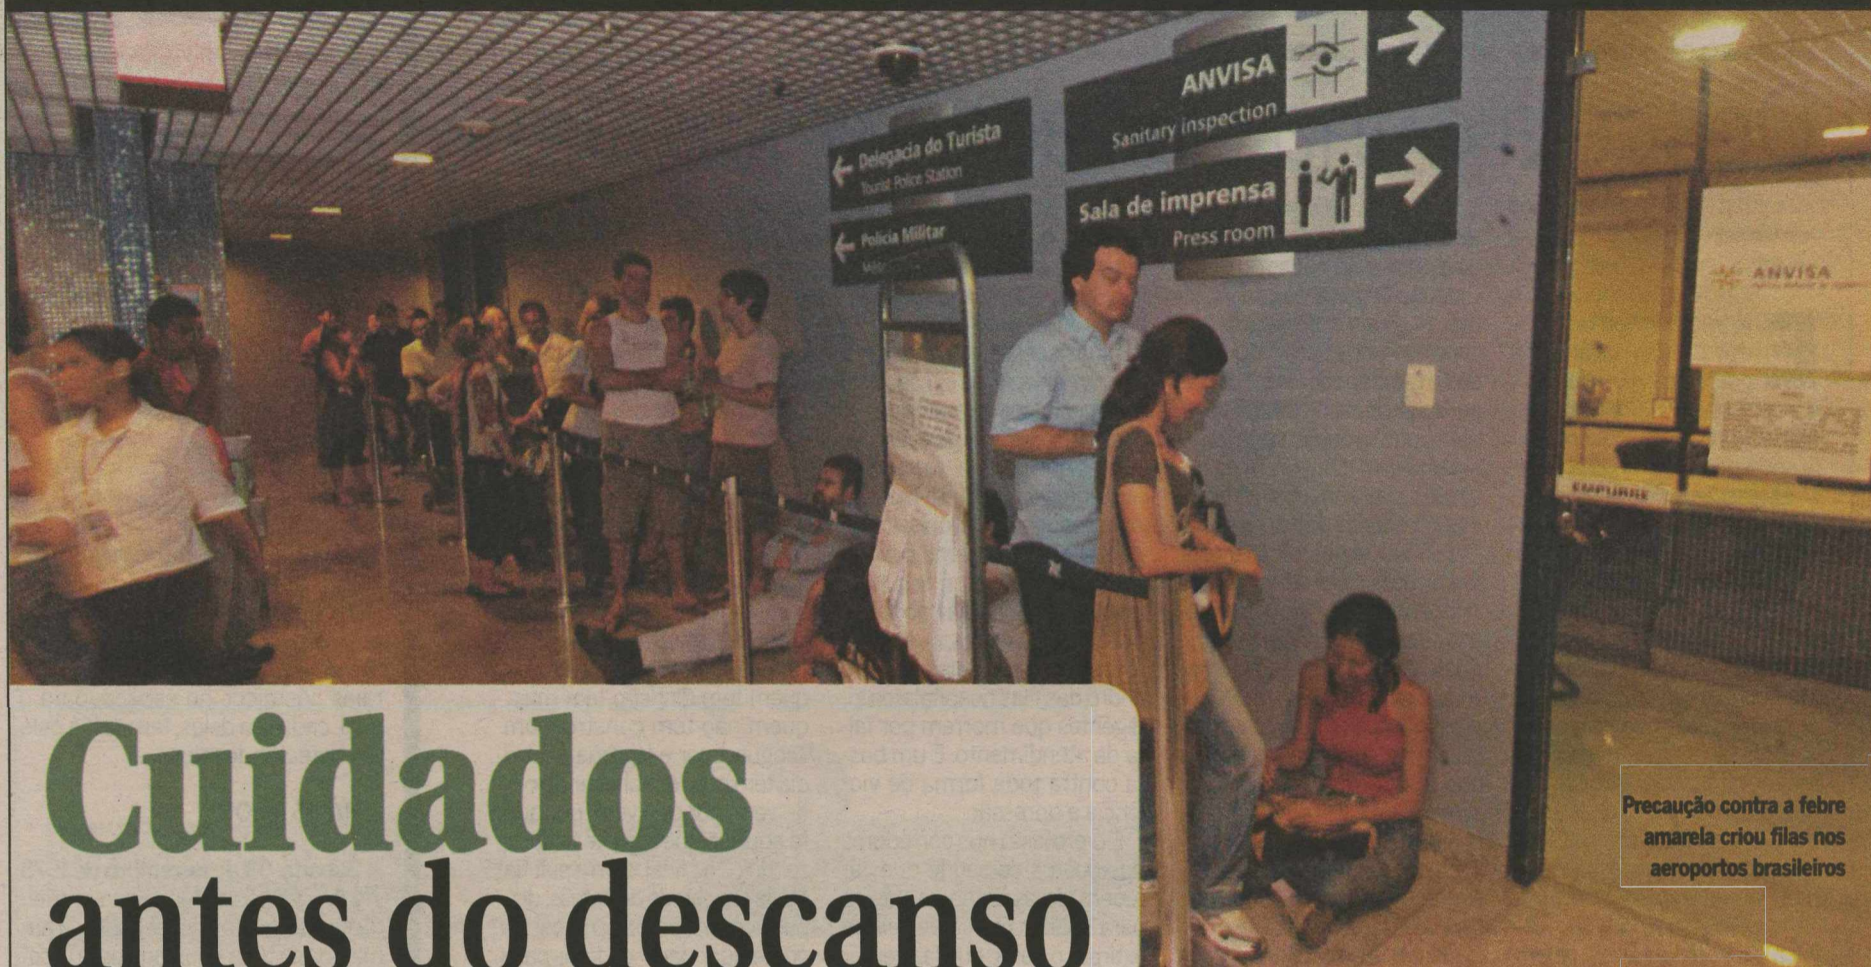 ANVISA
Sanitary inspection
Delegacia do Turista
Tourist Police Station
Sala de imprensa
Press room
Polícia Militar
ANVISA
EMPURRE
Precaução contra a febre
amarela criou filas nos
aeroportos brasileiros
Cuidados
antes do descanso